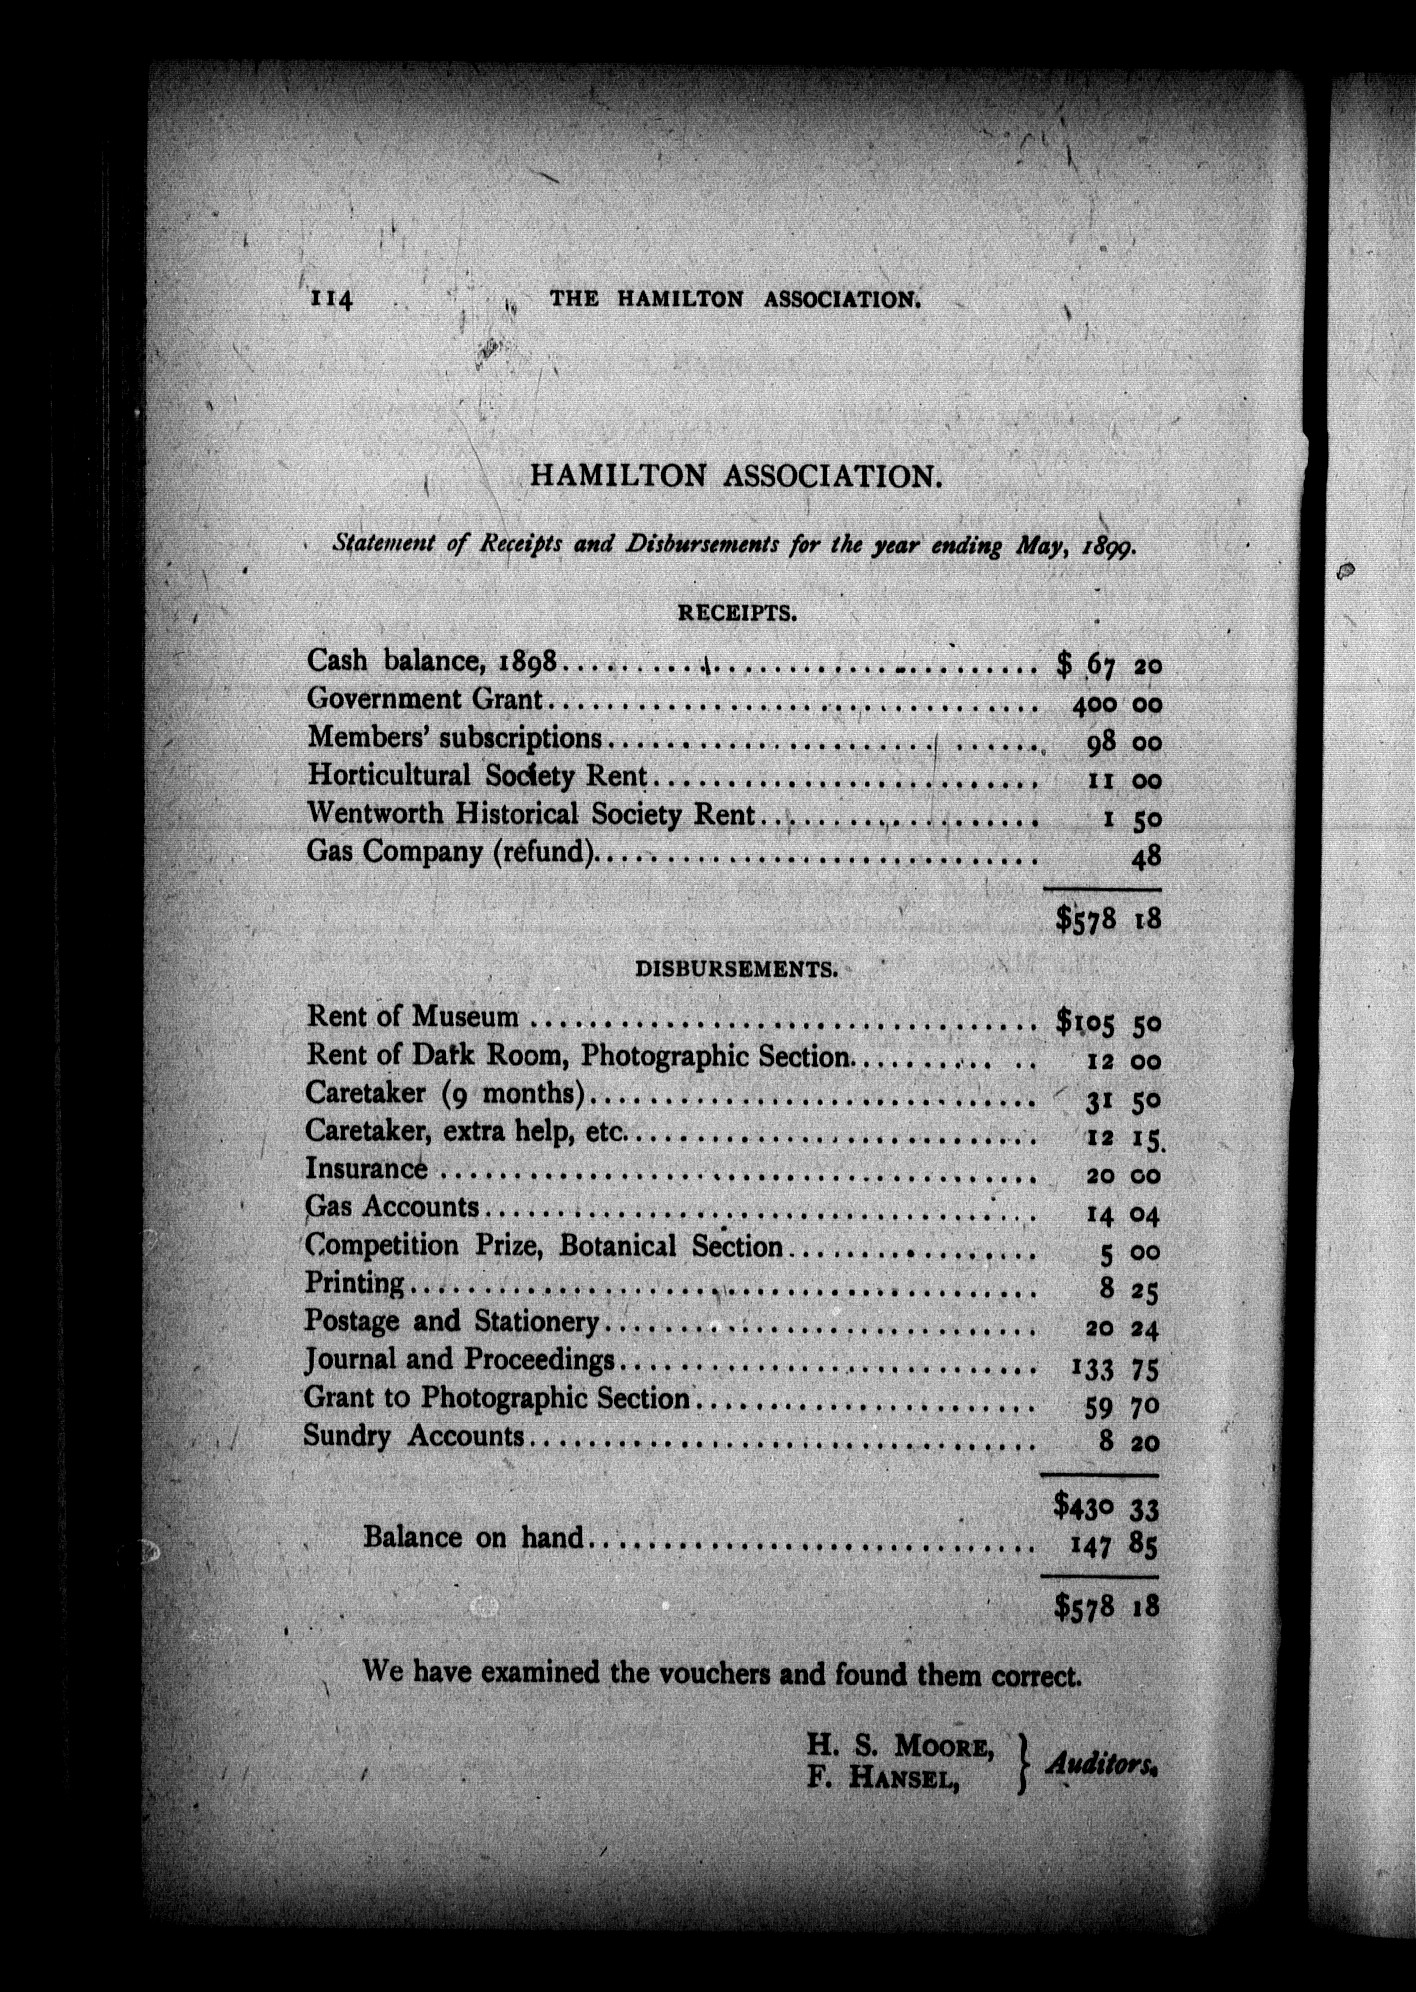 114 THE HAMILTON ASSOCIATION.
HAMILTON ASSOCIATION.
Statement of Receipts and Disbursements for the year ending May, 1899.
RECEIPTS.
Cash balance, 1898.................................. $ 67 20
Government Grant.................................. 400 00
Members' subscriptions.............................. 98 00
Horticultural Society Rent........................... 11 00
Wentworth Historical Society Rent................... 1 50
Gas Company (refund)............................... 48
$578 18
DISBURSEMENTS.
Rent of Museum ................................... $105 50
Rent of Dark Room, Photographic Section............ 12 00
Caretaker (9 months)............................... 31 50
Caretaker, extra help, etc............................ 12 15.
Insurance ......................................... 20 00
Gas Accounts...................................... 14 04
Competition Prize, Botanical Section................. 5 00
Printing........................................... 8 25
Postage and Stationery.............................. 20 24
Journal and Proceedings............................. 133 75
Grant to Photographic Section....................... 59 70
Sundry Accounts................................... 8 20
$430 33
Balance on hand............................... 147 85
$578 18
We have examined the vouchers and found them correct.
H. S. MOORE, } Auditors.
F. HANSEL,